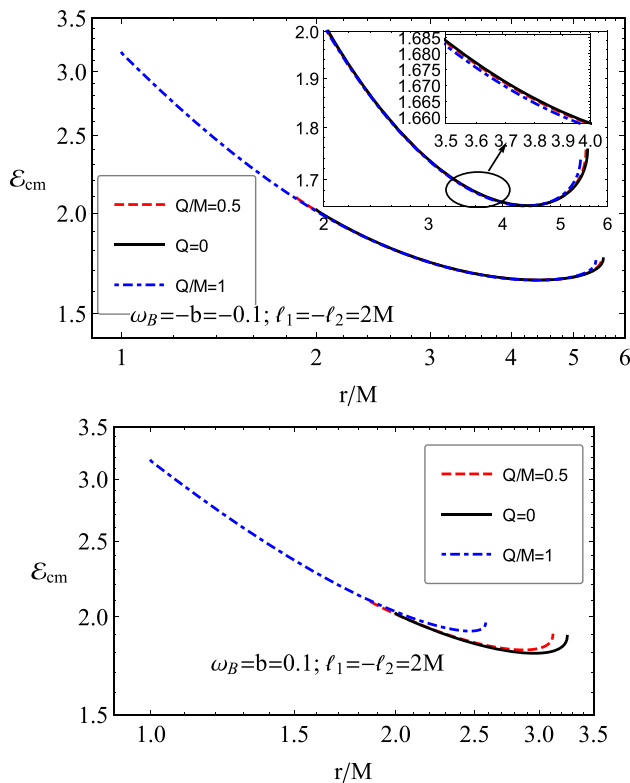 3.5
3.0
2.5
2.0
1.5
ℰcm
Q/M=0.5
Q=0
Q/M=1
ωB=−b=−0.1; ℓ1=−ℓ2=2M
1 2 3 4 5 6
r/M
2.0
1.9
1.8
1.7
2 3 4 5 6
1.685
1.680
1.675
1.670
1.665
1.660
3.5 3.6 3.7 3.8 3.9 4.0
3.5
3.0
2.5
2.0
1.5
ℰcm
Q/M=0.5
Q=0
Q/M=1
ωB=b=0.1; ℓ1=−ℓ2=2M
1.0 1.5 2.0 2.5 3.0 3.5
r/M